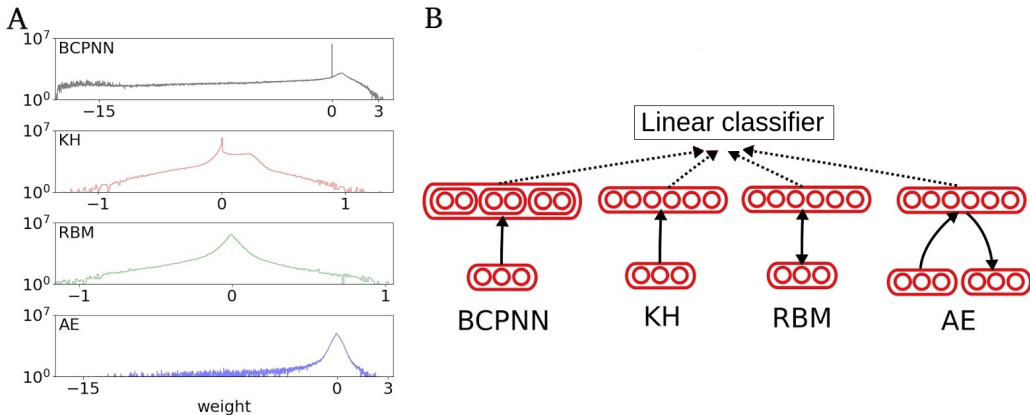 A
10⁷
BCPNN
10⁰
−15
0
3
10⁷
KH
10⁰
−1
0
1
10⁷
RBM
10⁰
−1
0
1
10⁷
AE
10⁰
−15
0
3
weight
B
Linear classifier
BCPNN
KH
RBM
AE